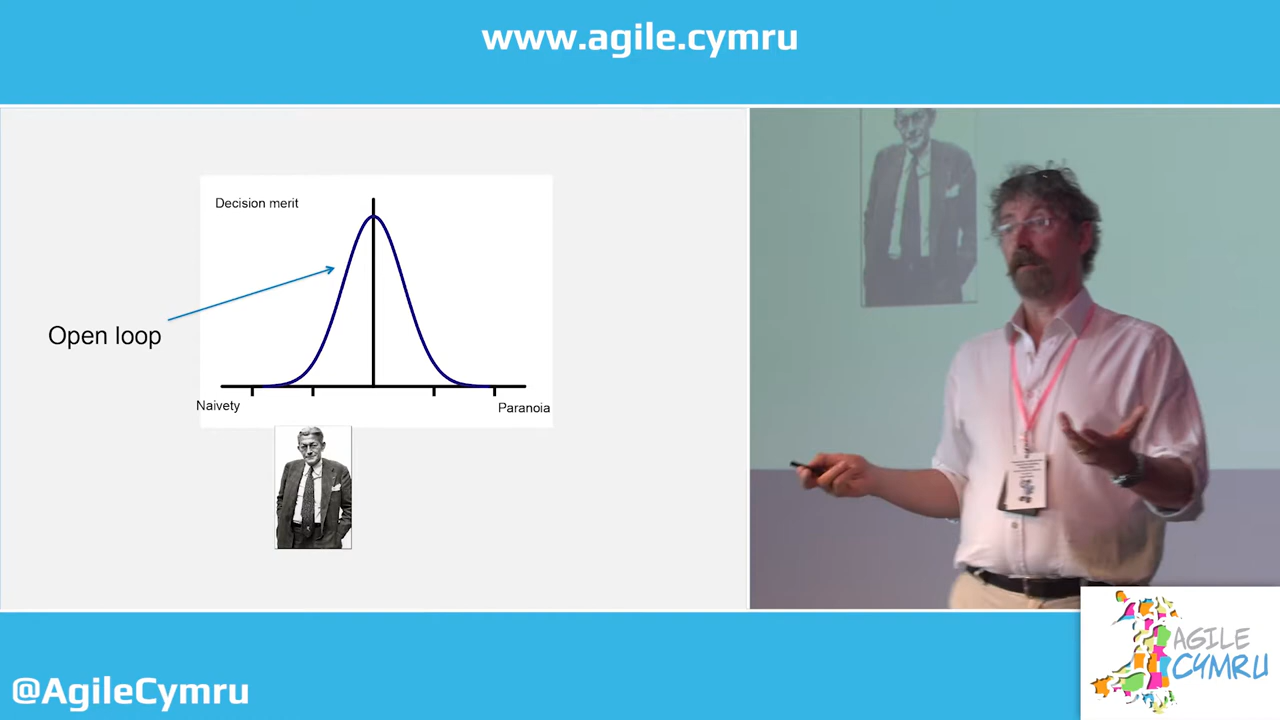 www.agile.cymru
Decision merit
Open loop
Naivety
Paranoia
@AgileCymru
AGILE
CYMRU